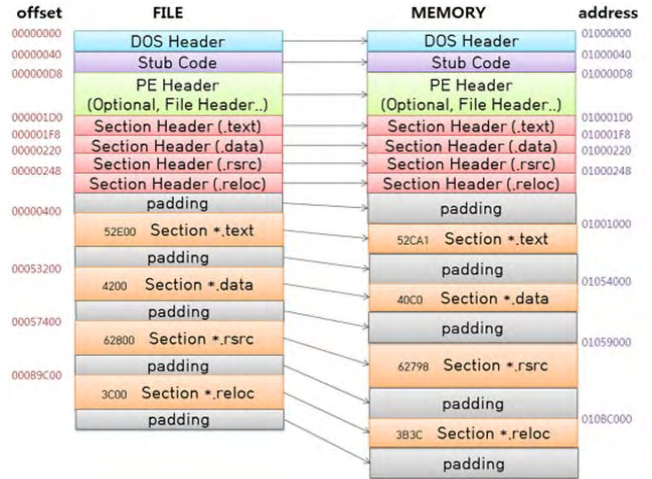 offset FILE MEMORY address
00000000 DOS Header DOS Header 01000000
00000040 Stub Code Stub Code 01000040
000000D8 PE Header PE Header 010000D8
(Optional, File Header..) (Optional, File Header..)
000001D0 Section Header (.text) Section Header (.text) 010001D0
000001F8 Section Header (.data) Section Header (.data) 010001F8
00000220 Section Header (.rsrc) Section Header (.rsrc) 01000220
00000248 Section Header (.reloc) Section Header (.reloc) 01000248
padding padding
00000400 52E00 Section *.text 52CA1 Section *.text 01001000
padding padding
00053200 4200 Section *.data 40C0 Section *.data 01054000
padding padding
00057400 62800 Section *.rsrc 62798 Section *.rsrc 01059000
padding padding
000B9C00 3C00 Section *.reloc 3B3C Section *.reloc 010BC000
padding padding